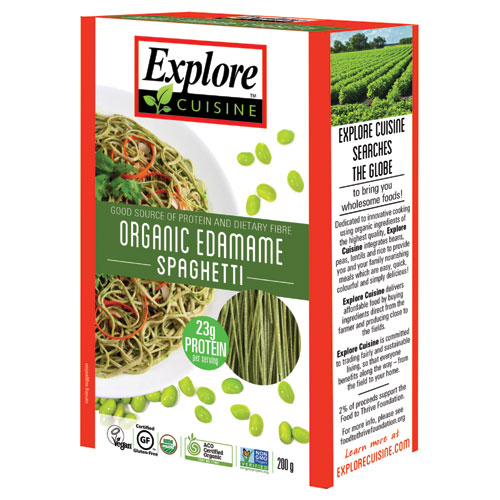 Explore
CUISINE
TM
GOOD SOURCE OF PROTEIN AND DIETARY FIBRE
ORGANIC EDAMAME
SPAGHETTI
23g
PROTEIN
per serving
serving suggestion
Vegan
Certified
GF
Gluten-Free
USDA
ORGANIC
ACO
Certified
Organic
NON
GMO
VERIFIED
200 g
EXPLORE CUISINE
SEARCHES
THE GLOBE
to bring you
wholesome foods!
Dedicated to innovative cooking
using organic ingredients of
the highest quality, Explore
Cuisine integrates beans,
peas, lentils and rice to provide
you and your family nourishing
meals which are easy, quick,
colourful and simply delicious!
Explore Cuisine delivers
affordable food by buying
ingredients direct from the
farmer and producing close to
the fields.
Explore Cuisine is committed
to trading fairly and sustainable
living, so that everyone
benefits along the way – from
the field to your home.
2% of proceeds support the
Food to Thrive Foundation.
For more info, please see
foodtothrivefoundation.org
Learn more at
EXPLORECUISINE.COM